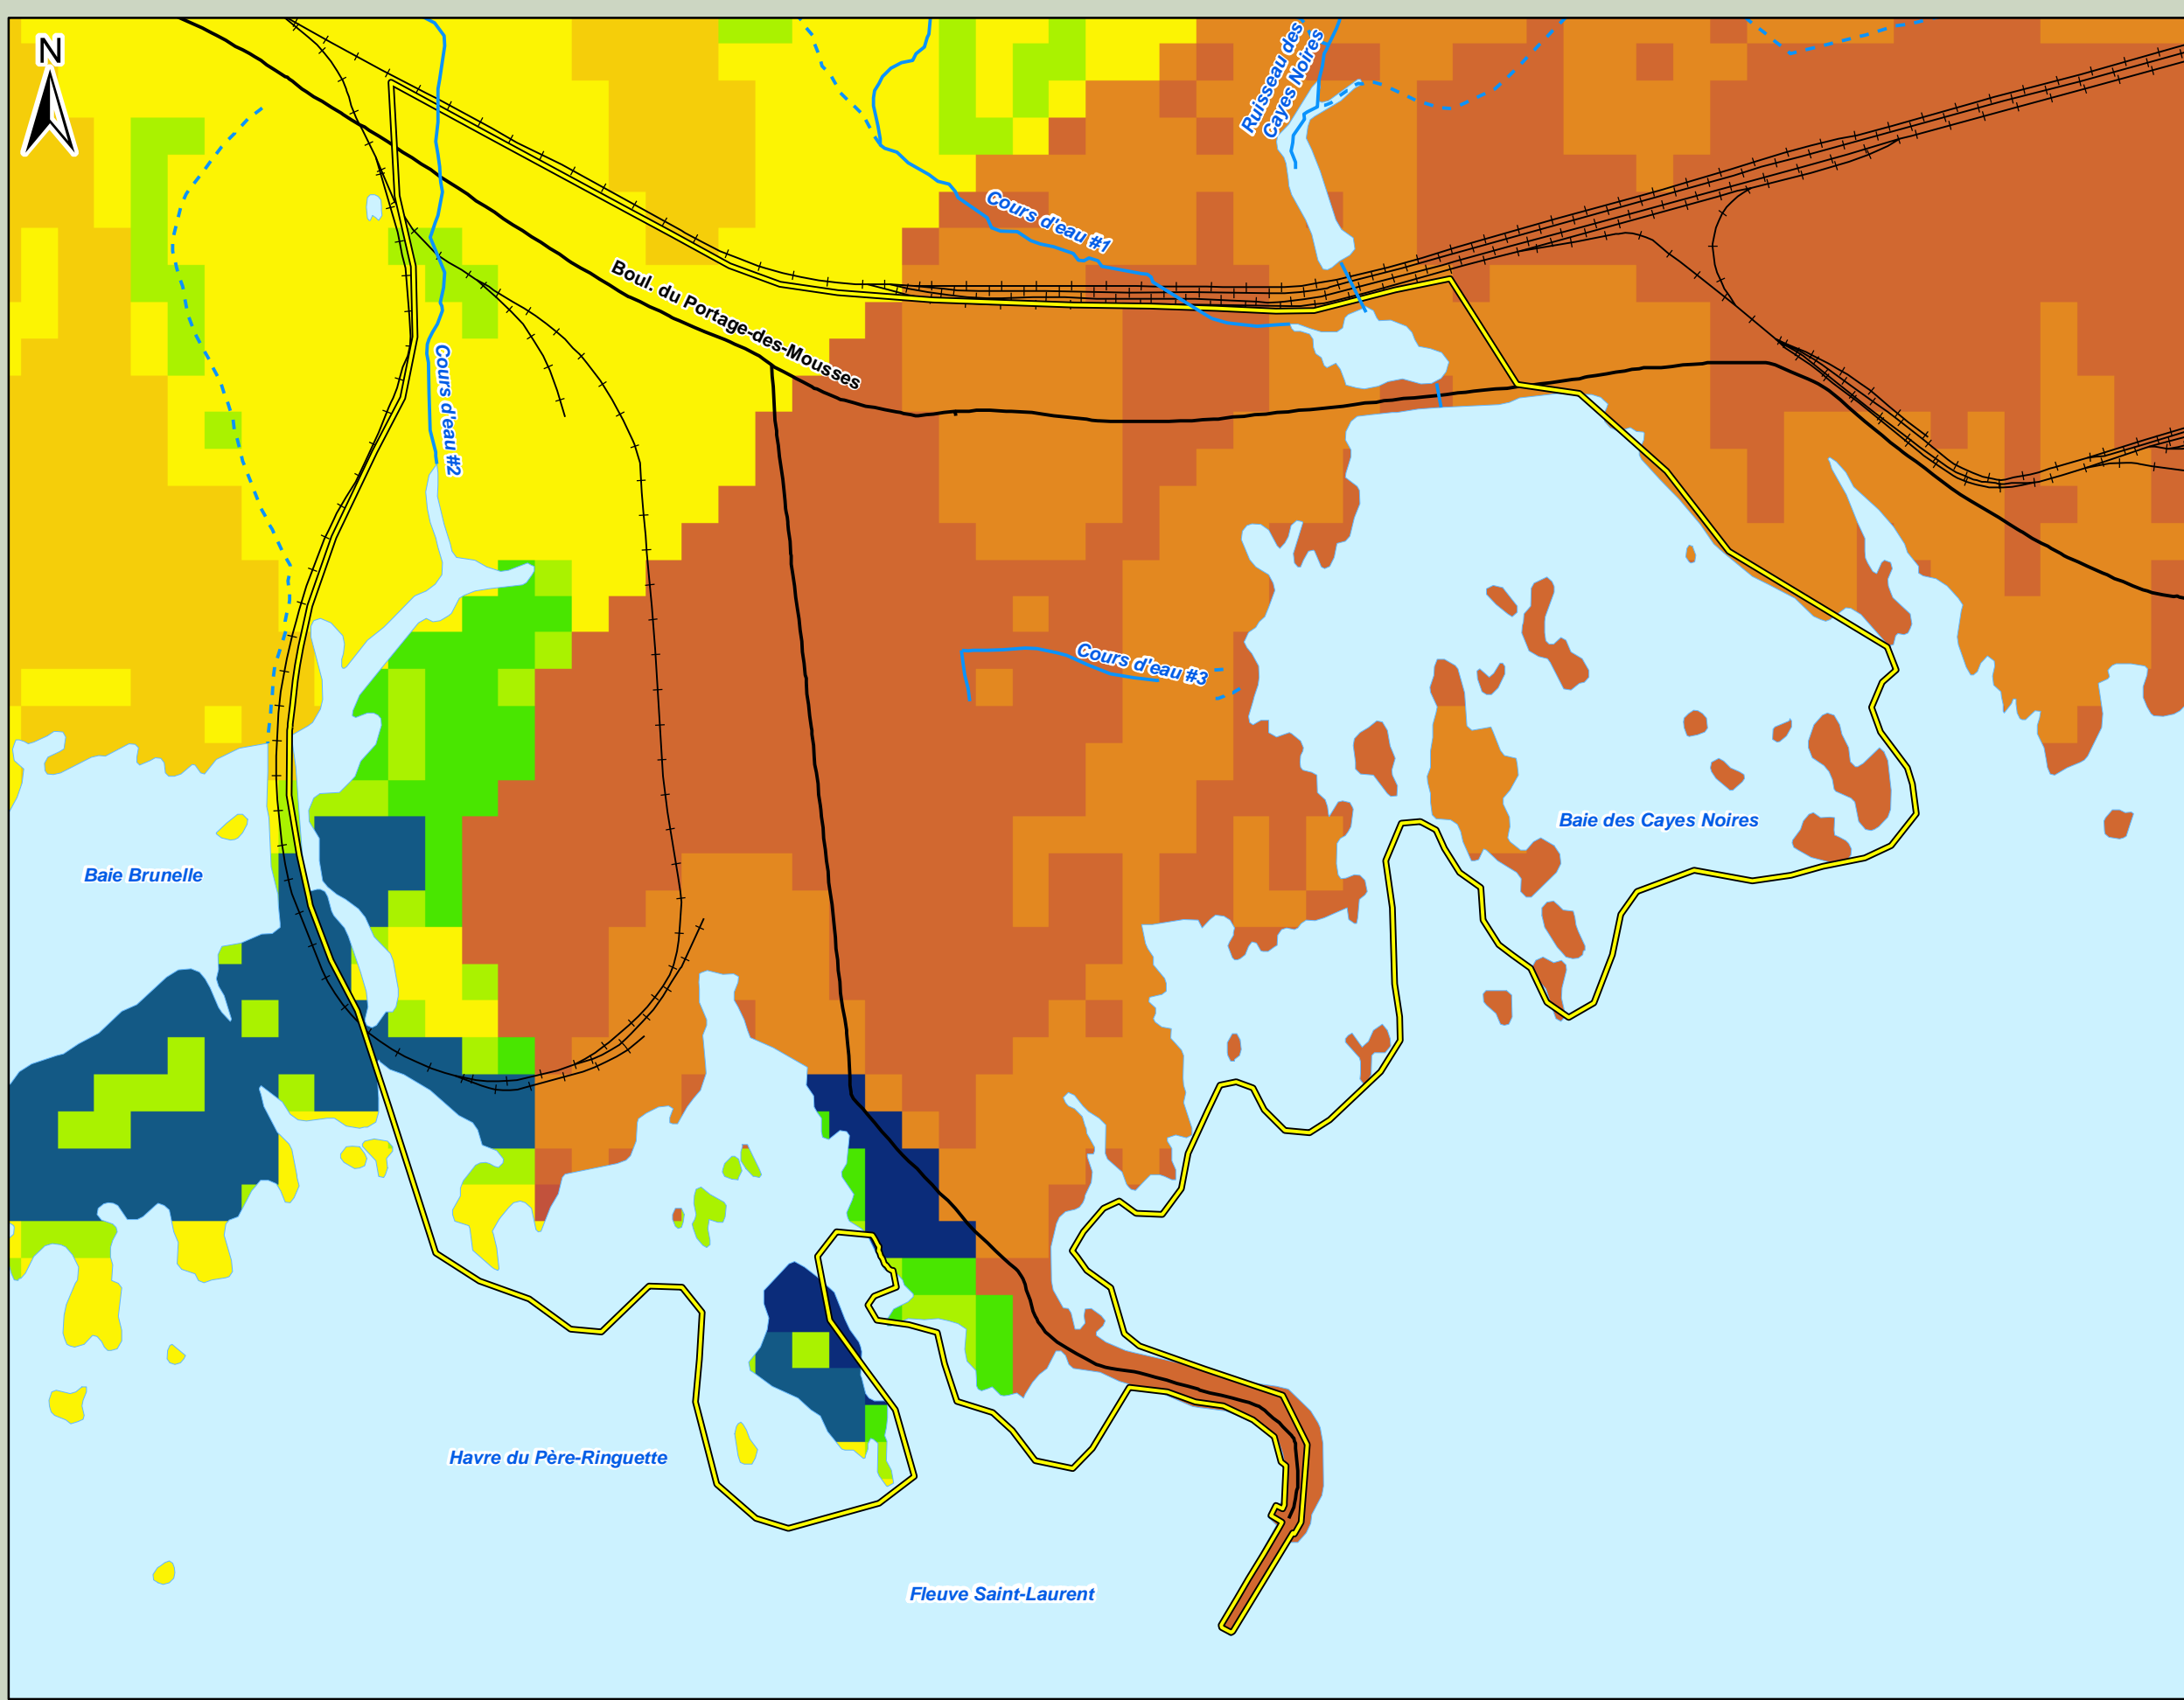 N
Ruisseau des
Cayes Noires
Cours d'eau #1
Boul. du Portage-des-Mousses
Cours d'eau #2
Cours d'eau #3
Baie des Cayes Noires
Baie Brunelle
Havre du Père-Ringuette
Fleuve Saint-Laurent